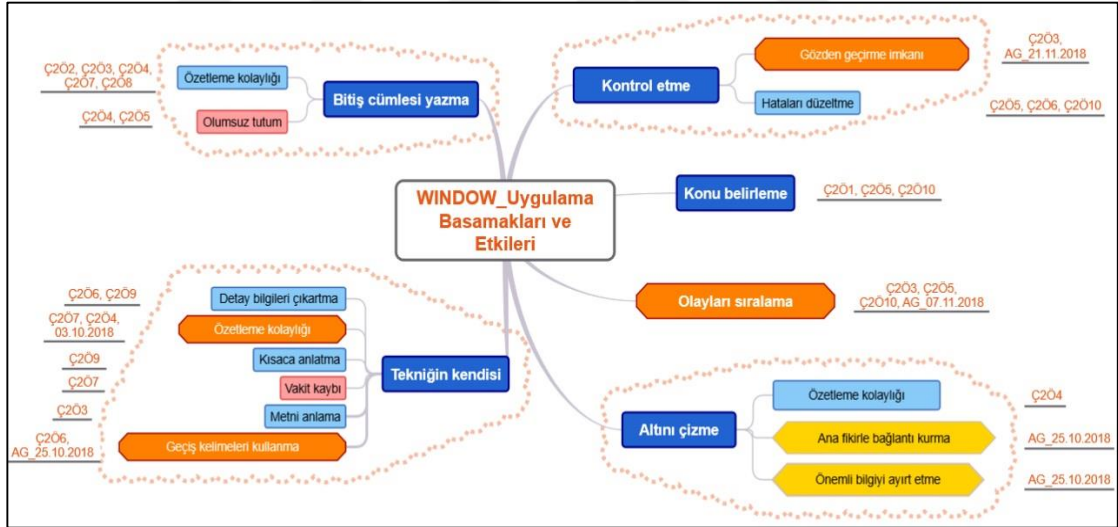 WINDOW_Uygulama
Basamakları ve
Etkileri
Bitiş cümlesi yazma
Özetleme kolaylığı
Ç2Ö2, Ç2Ö3, Ç2Ö4,
Ç2Ö7, Ç2Ö8
Olumsuz tutum
Ç2Ö4, Ç2Ö5
Kontrol etme
Gözden geçirme imkanı
Ç2Ö3,
AG_21.11.2018
Hataları düzeltme
Ç2Ö5, Ç2Ö6, Ç2Ö10
Konu belirleme
Ç2Ö1, Ç2Ö5, Ç2Ö10
Olayları sıralama
Ç2Ö3, Ç2Ö5,
Ç2Ö10, AG_07.11.2018
Altını çizme
Özetleme kolaylığı
Ç2Ö4
Ana fikirle bağlantı kurma
AG_25.10.2018
Önemli bilgiyi ayırt etme
AG_25.10.2018
Tekniğin kendisi
Detay bilgileri çıkartma
Ç2Ö6, Ç2Ö9
Özetleme kolaylığı
Ç2Ö7, Ç2Ö4,
03.10.2018
Kısaca anlatma
Ç2Ö9
Vakit kaybı
Ç2Ö7
Metni anlama
Ç2Ö3
Geçiş kelimeleri kullanma
Ç2Ö6,
AG_25.10.2018